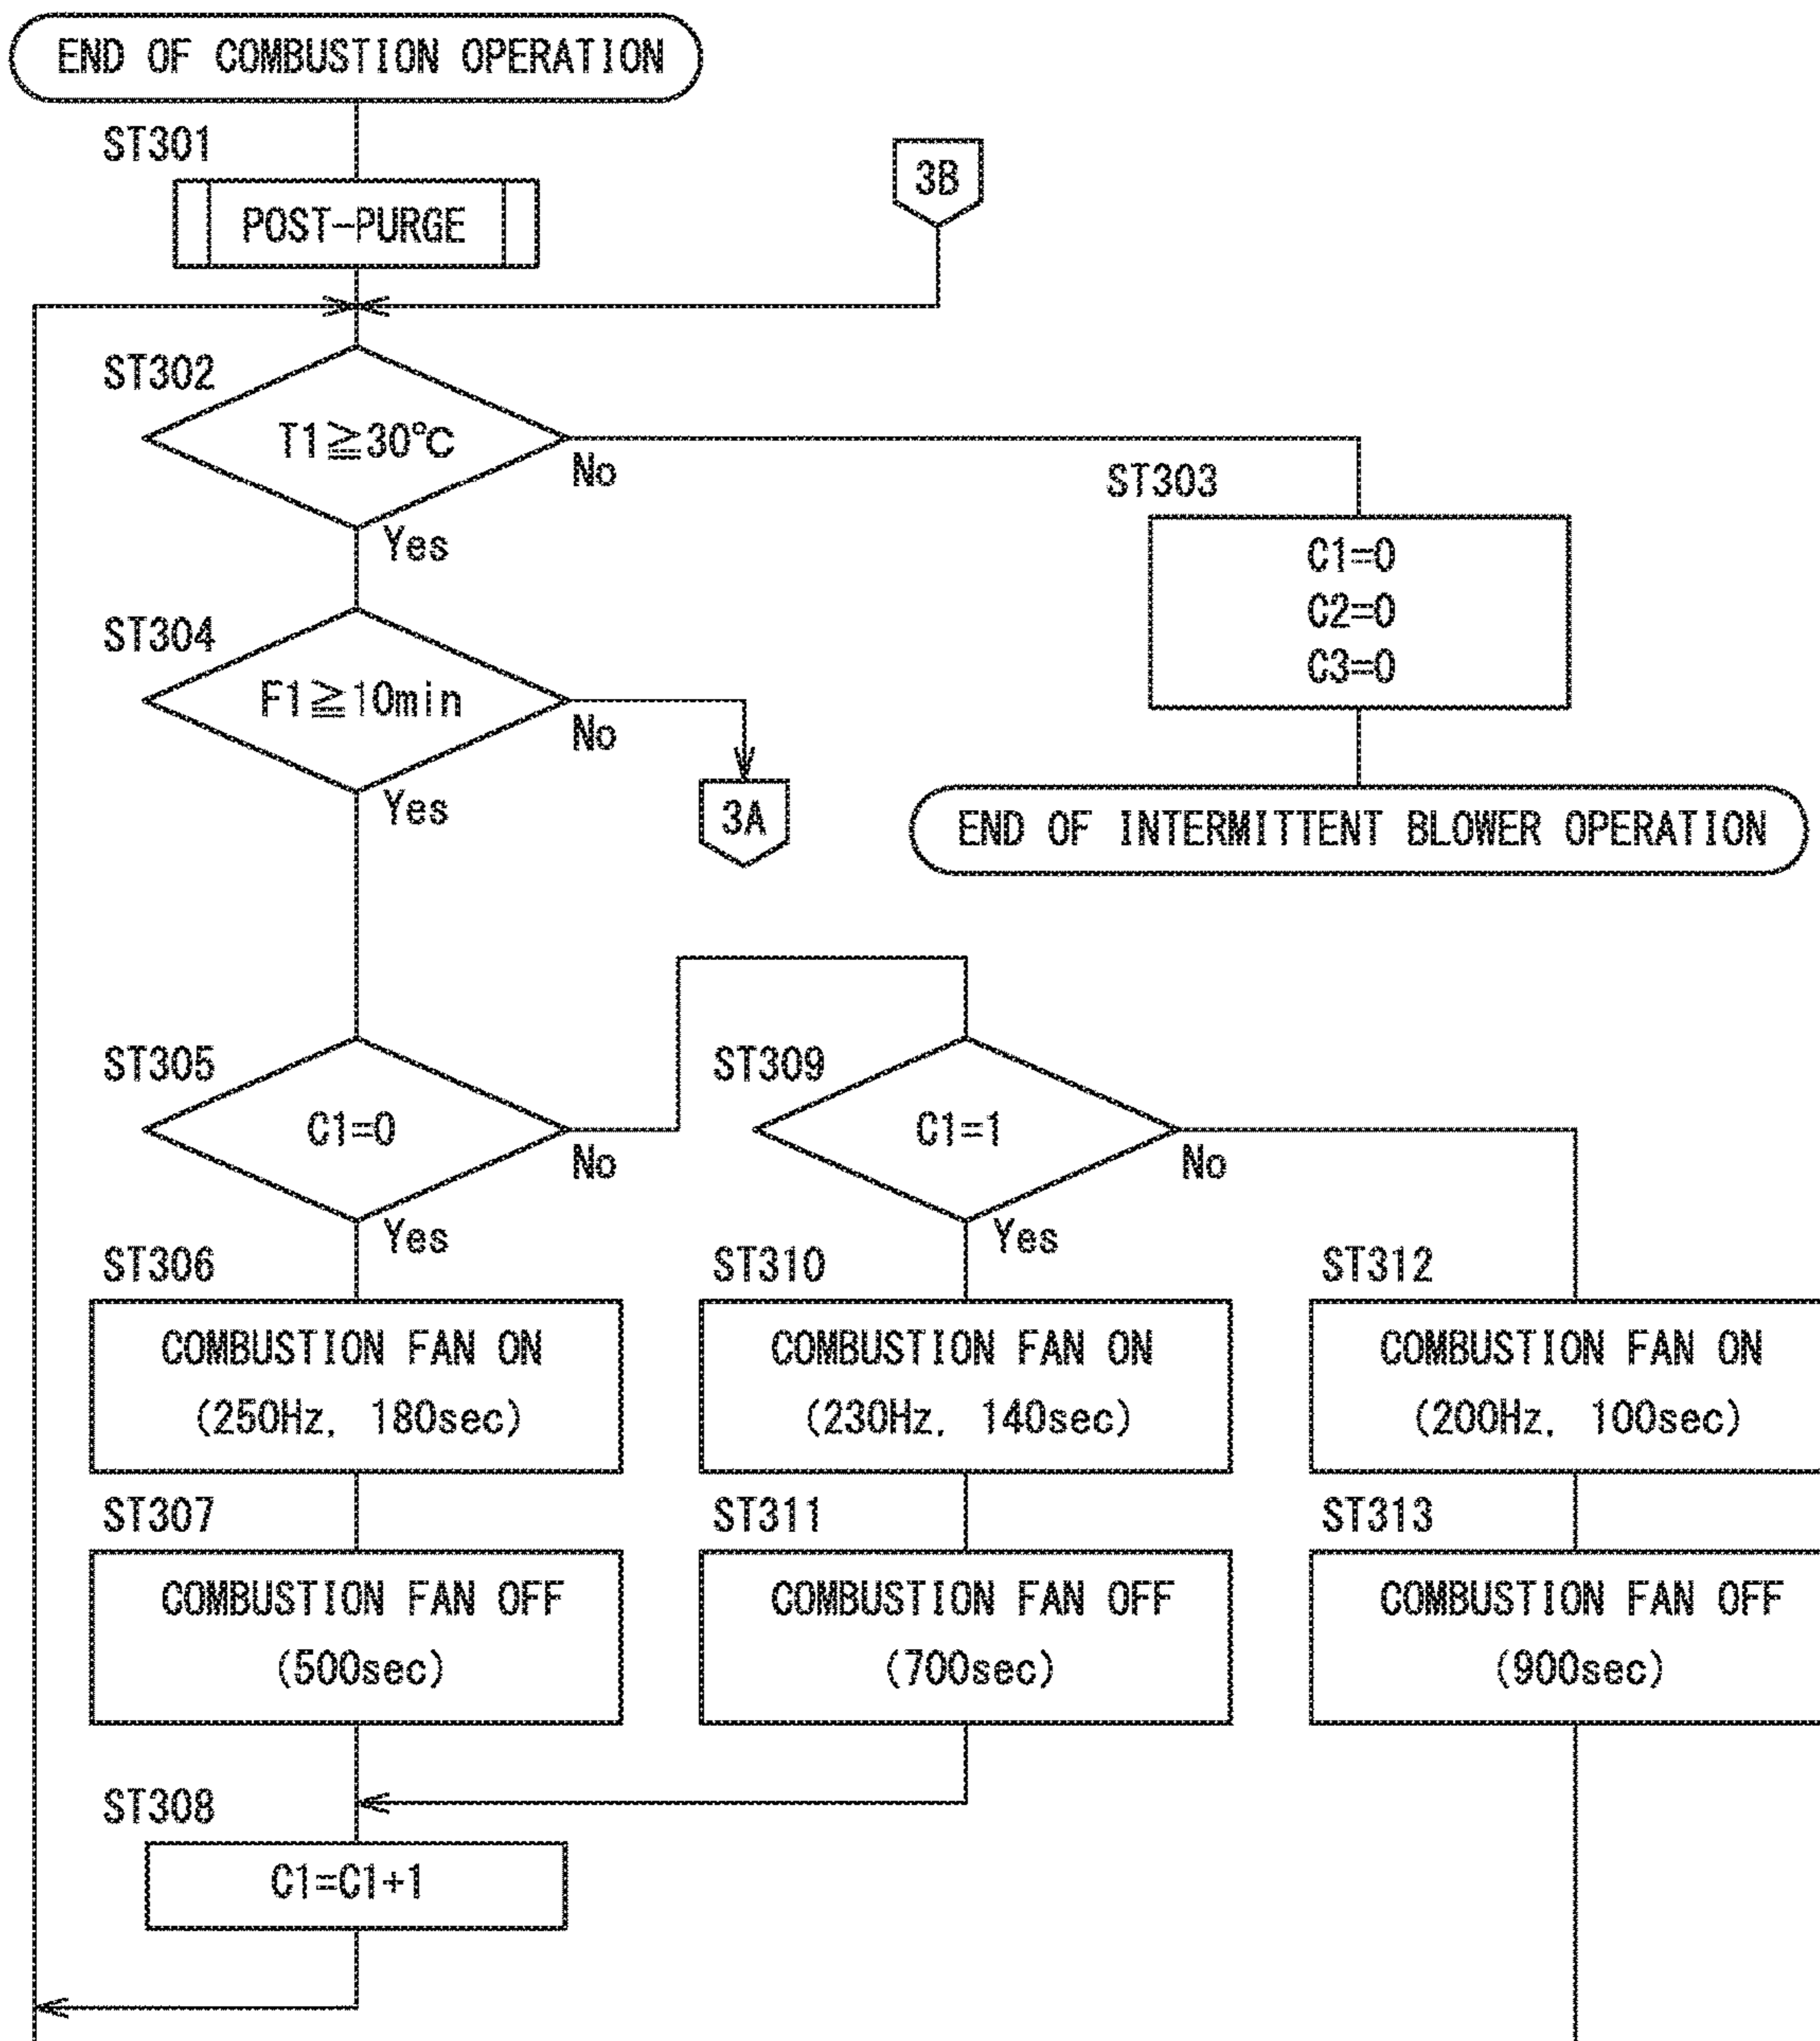 END OF COMBUSTION OPERATION
ST301
POST-PURGE
3B
ST302
T1≧30℃
No
Yes
ST303
C1=0
C2=0
C3=0
ST304
F1≧10min
No
Yes
3A
END OF INTERMITTENT BLOWER OPERATION
ST305
C1=0
No
Yes
ST309
C1=1
No
Yes
ST306
COMBUSTION FAN ON
(250Hz, 180sec)
ST310
COMBUSTION FAN ON
(230Hz, 140sec)
ST312
COMBUSTION FAN ON
(200Hz, 100sec)
ST307
COMBUSTION FAN OFF
(500sec)
ST311
COMBUSTION FAN OFF
(700sec)
ST313
COMBUSTION FAN OFF
(900sec)
ST308
C1=C1+1